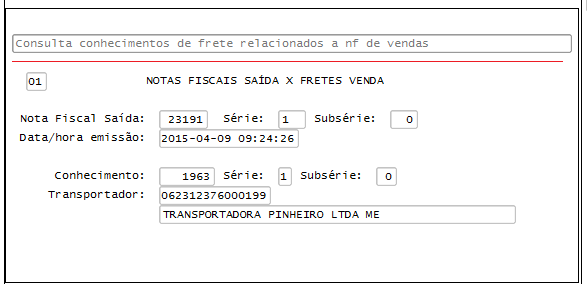 Consulta conhecimentos de frete relacionados a nf de vendas
01 NOTAS FISCAIS SAÍDA X FRETES VENDA
Nota Fiscal Saída: 23191 Série: 1 Subsérie: 0
Data/hora emissão: 2015-04-09 09:24:26
Conhecimento: 1963 Série: 1 Subsérie: 0
Transportador: 062312376000199
TRANSPORTADORA PINHEIRO LTDA ME